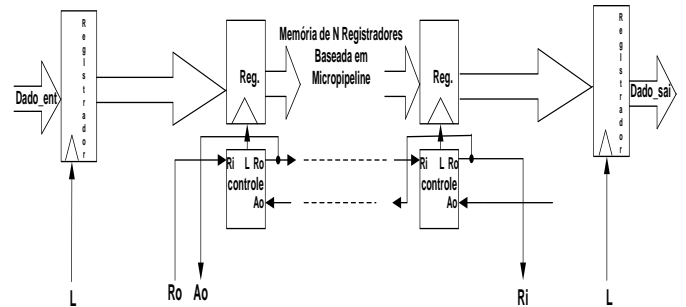 Registrador
Memória de N Registradores
Baseada em
Micropipeline
Registrador
Dado_ent
Reg.
Reg.
Dado_sai
Ri L Ro
controle
Ao
Ri L Ro
controle
Ao
L
Ro Ao
Ri
L